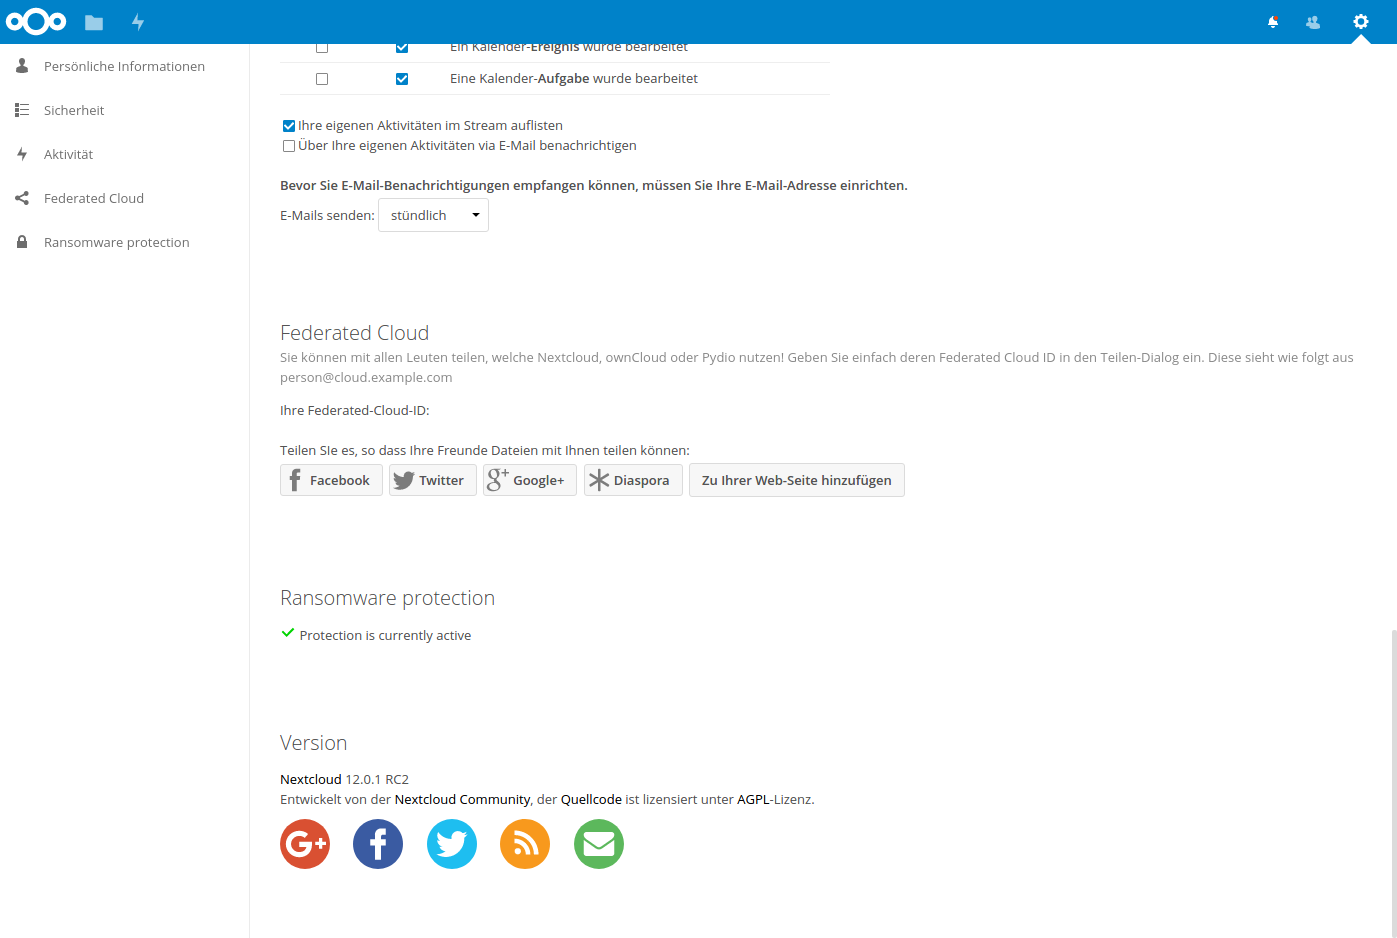 Persönliche Informationen
Sicherheit
Aktivität
Federated Cloud
Ransomware protection
Ein Kalender-Ereignis wurde bearbeitet
Eine Kalender-Aufgabe wurde bearbeitet
Ihre eigenen Aktivitäten im Stream auflisten
Über Ihre eigenen Aktivitäten via E-Mail benachrichtigen
Bevor Sie E-Mail-Benachrichtigungen empfangen können, müssen Sie Ihre E-Mail-Adresse einrichten.
E-Mails senden: stündlich
Federated Cloud
Sie können mit allen Leuten teilen, welche Nextcloud, ownCloud oder Pydio nutzen! Geben Sie einfach deren Federated Cloud ID in den Teilen-Dialog ein. Diese sieht wie folgt aus
person@cloud.example.com
Ihre Federated-Cloud-ID:
Teilen SIe es, so dass Ihre Freunde Dateien mit Ihnen teilen können:
Facebook Twitter Google+ Diaspora Zu Ihrer Web-Seite hinzufügen
Ransomware protection
Protection is currently active
Version
Nextcloud 12.0.1 RC2
Entwickelt von der Nextcloud Community, der Quellcode ist lizensiert unter AGPL-Lizenz.